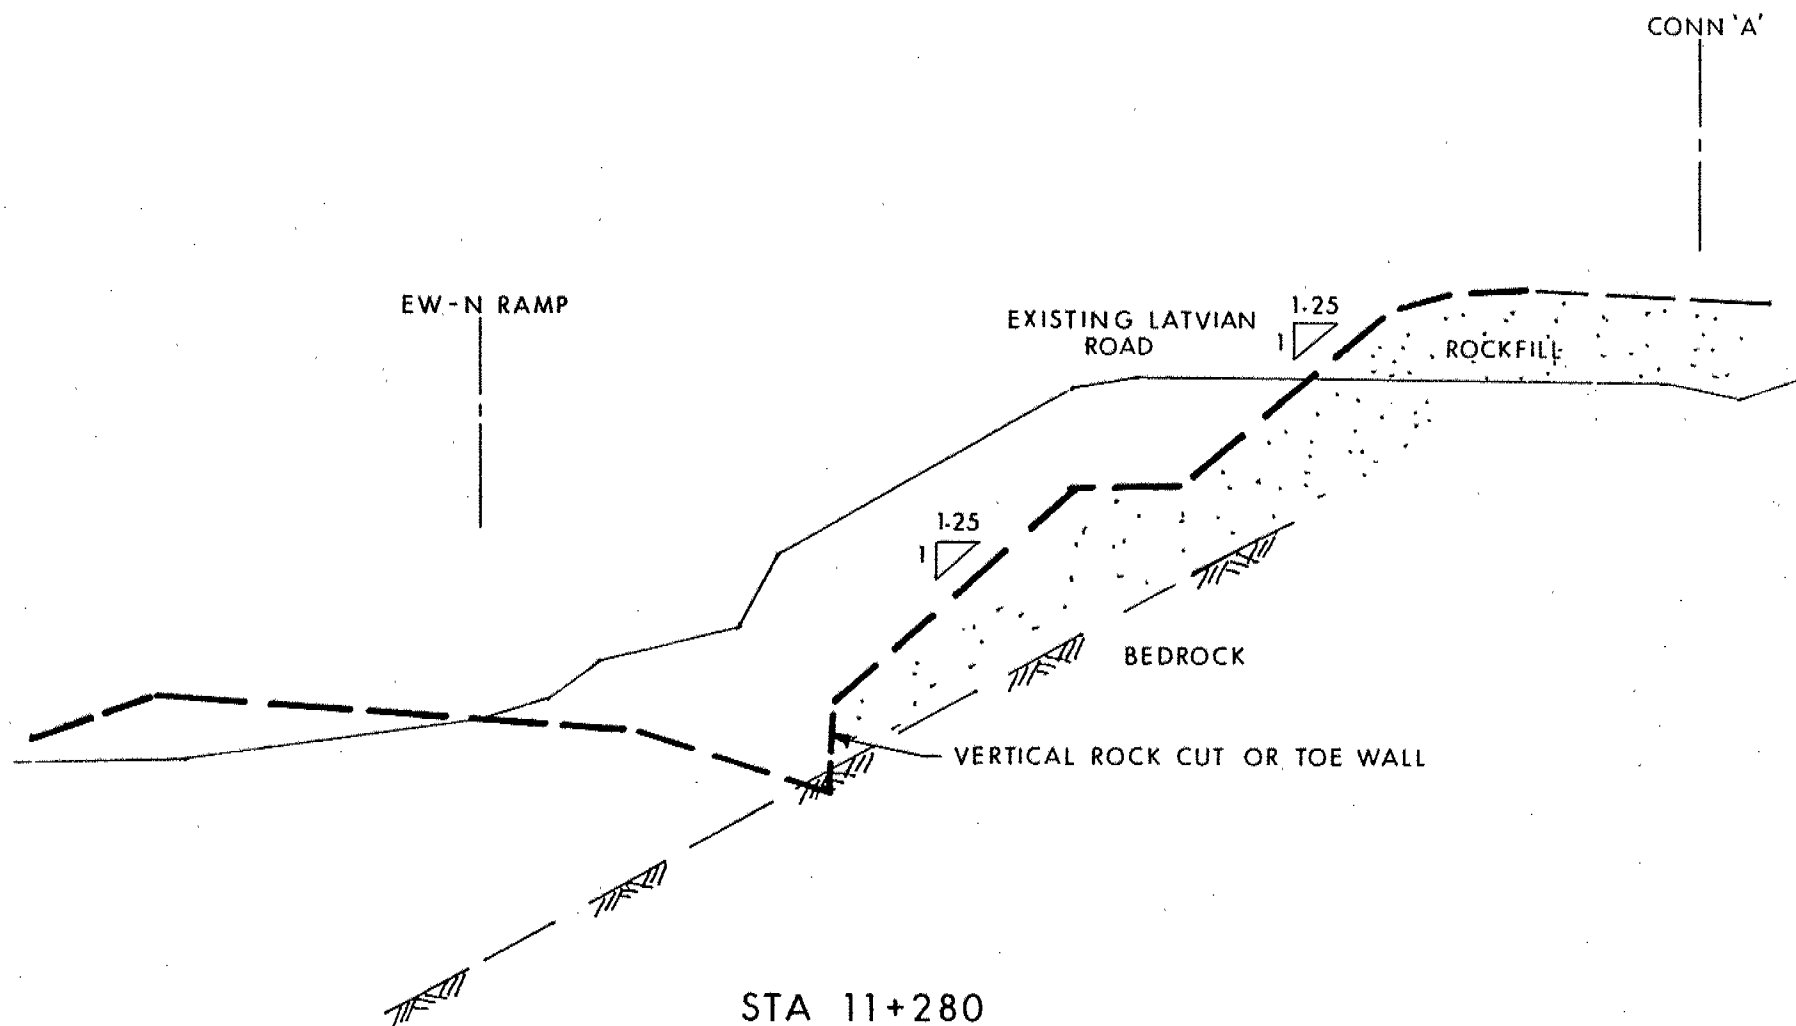 CONN 'A'
EW-N RAMP
EXISTING LATVIAN
ROAD
1·25
1
ROCKFILL
1·25
1
BEDROCK
VERTICAL ROCK CUT OR TOE WALL
STA 11+280